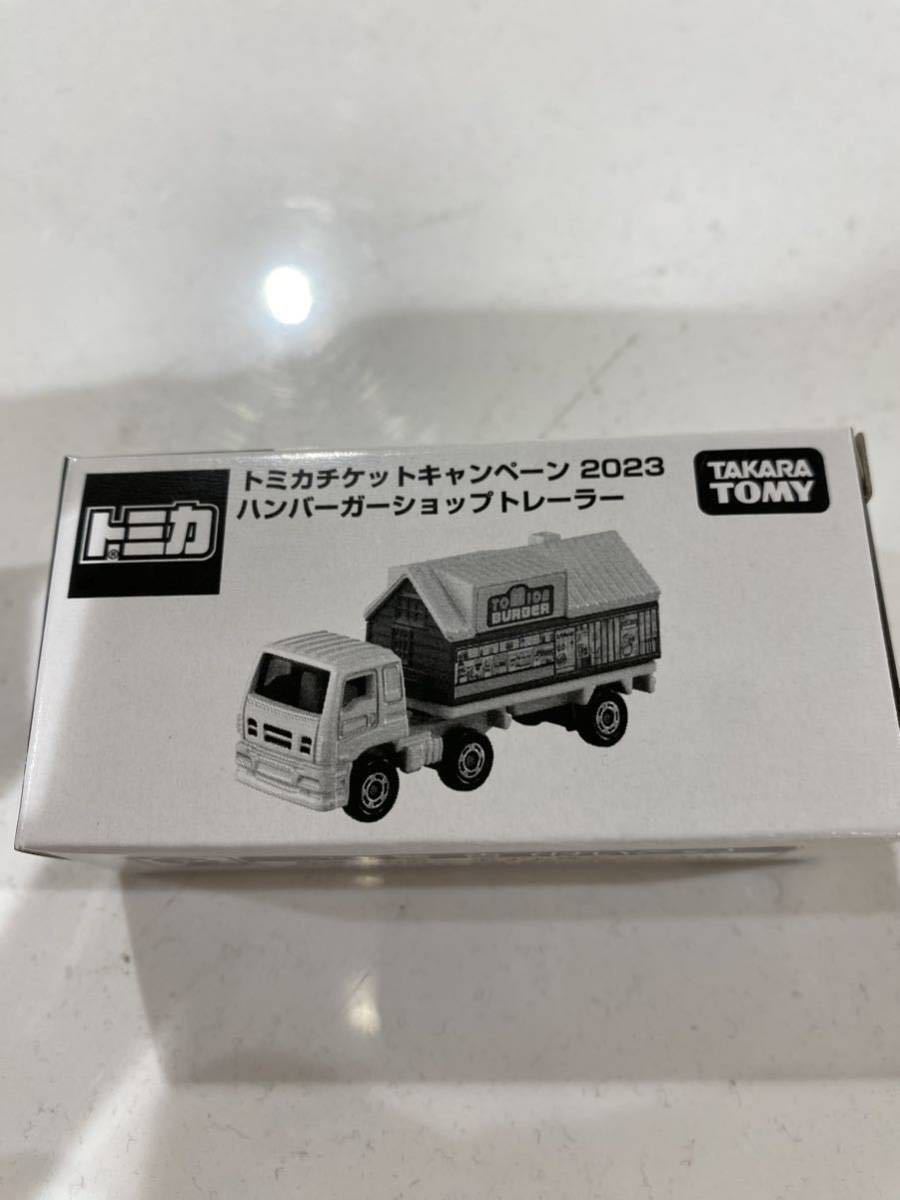 トミカチケットキャンペーン 2023
ハンバーガーショップトレーラー
トミカ®
TAKARA
TOMY
BURGER